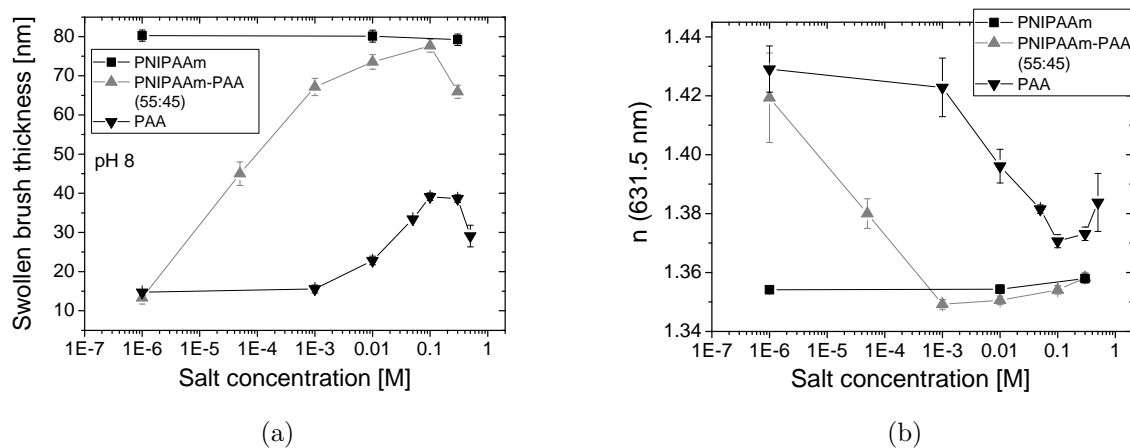 Swollen brush thickness [nm]
80
70
60
50
45
40
30
20
10
PNIPAAm
PNIPAAm-PAA
(55:45)
PAA
pH 8
1E-7 1E-6 1E-5 1E-4 1E-3 0.01 0.1 1
Salt concentration [M]
(a)
n (631.5 nm)
1.44
1.42
1.40
1.38
1.36
1.34
PNIPAAm
PNIPAAm-PAA
(55:45)
PAA
1E-7 1E-6 1E-5 1E-4 1E-3 0.01 0.1 1
Salt concentration [M]
(b)